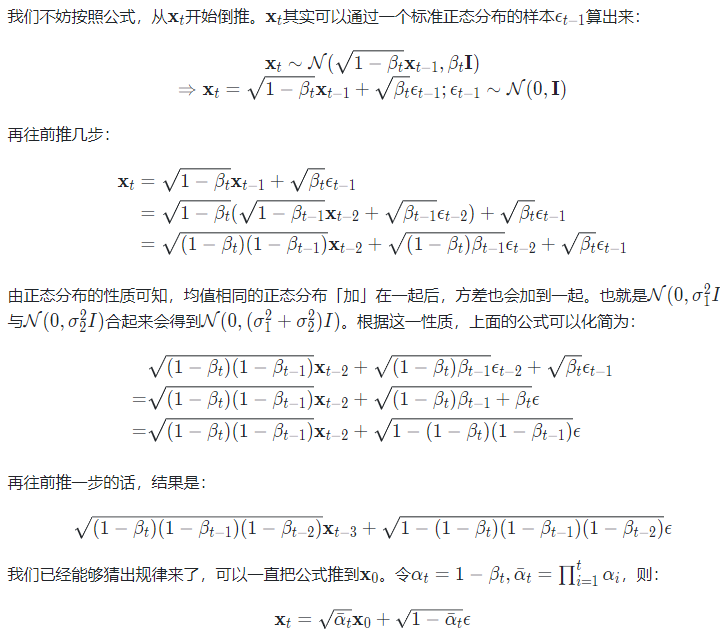 我们不妨按照公式，从$\mathbf{x}_t$开始倒推。$\mathbf{x}_t$其实可以通过一个标准正态分布的样本$\epsilon_{t-1}$算出来：
$\mathbf{x}_t \sim \mathcal{N}(\sqrt{1-\beta_t}\mathbf{x}_{t-1}, \beta_t\mathbf{I})$
$\Rightarrow \mathbf{x}_t = \sqrt{1-\beta_t}\mathbf{x}_{t-1} + \sqrt{\beta_t}\epsilon_{t-1}; \epsilon_{t-1} \sim \mathcal{N}(0, \mathbf{I})$
再往前推几步：
$\mathbf{x}_t = \sqrt{1-\beta_t}\mathbf{x}_{t-1} + \sqrt{\beta_t}\epsilon_{t-1}$
$= \sqrt{1-\beta_t}(\sqrt{1-\beta_{t-1}}\mathbf{x}_{t-2} + \sqrt{\beta_{t-1}}\epsilon_{t-2}) + \sqrt{\beta_t}\epsilon_{t-1}$
$= \sqrt{(1-\beta_t)(1-\beta_{t-1})}\mathbf{x}_{t-2} + \sqrt{(1-\beta_t)\beta_{t-1}}\epsilon_{t-2} + \sqrt{\beta_t}\epsilon_{t-1}$
由正态分布的性质可知，均值相同的正态分布「加」在一起后，方差也会加到一起。也就是$\mathcal{N}(0, \sigma_1^2 I$
与$\mathcal{N}(0, \sigma_2^2 I)$合起来会得到$\mathcal{N}(0, (\sigma_1^2+\sigma_2^2)I)$。根据这一性质，上面的公式可以化简为：
$\sqrt{(1-\beta_t)(1-\beta_{t-1})}\mathbf{x}_{t-2} + \sqrt{(1-\beta_t)\beta_{t-1}}\epsilon_{t-2} + \sqrt{\beta_t}\epsilon_{t-1}$
$= \sqrt{(1-\beta_t)(1-\beta_{t-1})}\mathbf{x}_{t-2} + \sqrt{(1-\beta_t)\beta_{t-1}+\beta_t}\epsilon$
$= \sqrt{(1-\beta_t)(1-\beta_{t-1})}\mathbf{x}_{t-2} + \sqrt{1-(1-\beta_t)(1-\beta_{t-1})}\epsilon$
再往前推一步的话，结果是：
$\sqrt{(1-\beta_t)(1-\beta_{t-1})(1-\beta_{t-2})}\mathbf{x}_{t-3} + \sqrt{1-(1-\beta_t)(1-\beta_{t-1})(1-\beta_{t-2})}\epsilon$
我们已经能够猜出规律来了，可以一直把公式推到$\mathbf{x}_0$。令$\alpha_t = 1-\beta_t, \bar{\alpha}_t = \prod_{i=1}^t \alpha_i$，则：
$\mathbf{x}_t = \sqrt{\bar{\alpha}_t}\mathbf{x}_0 + \sqrt{1-\bar{\alpha}_t}\epsilon$